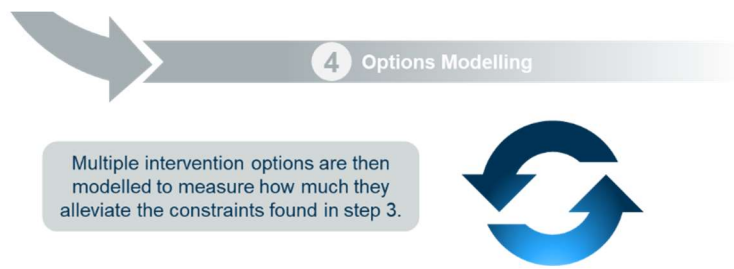 4 Options Modelling
Multiple intervention options are then
modelled to measure how much they
alleviate the constraints found in step 3.